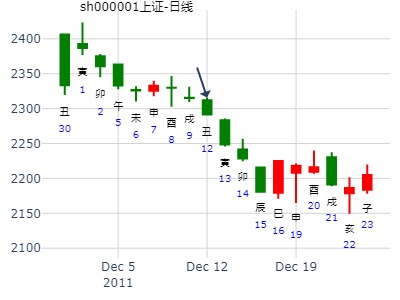 sh000001上证-日线
2400
2350
2300
2250
2200
2150
2100
丑
30
寅
1
卯
2
午
5
未
6
申
7
酉
8
戌
9
丑
12
寅
13
卯
14
辰
15
巳
16
申
19
酉
20
戌
21
亥
22
子
23
Dec 5
2011
Dec 12
Dec 19